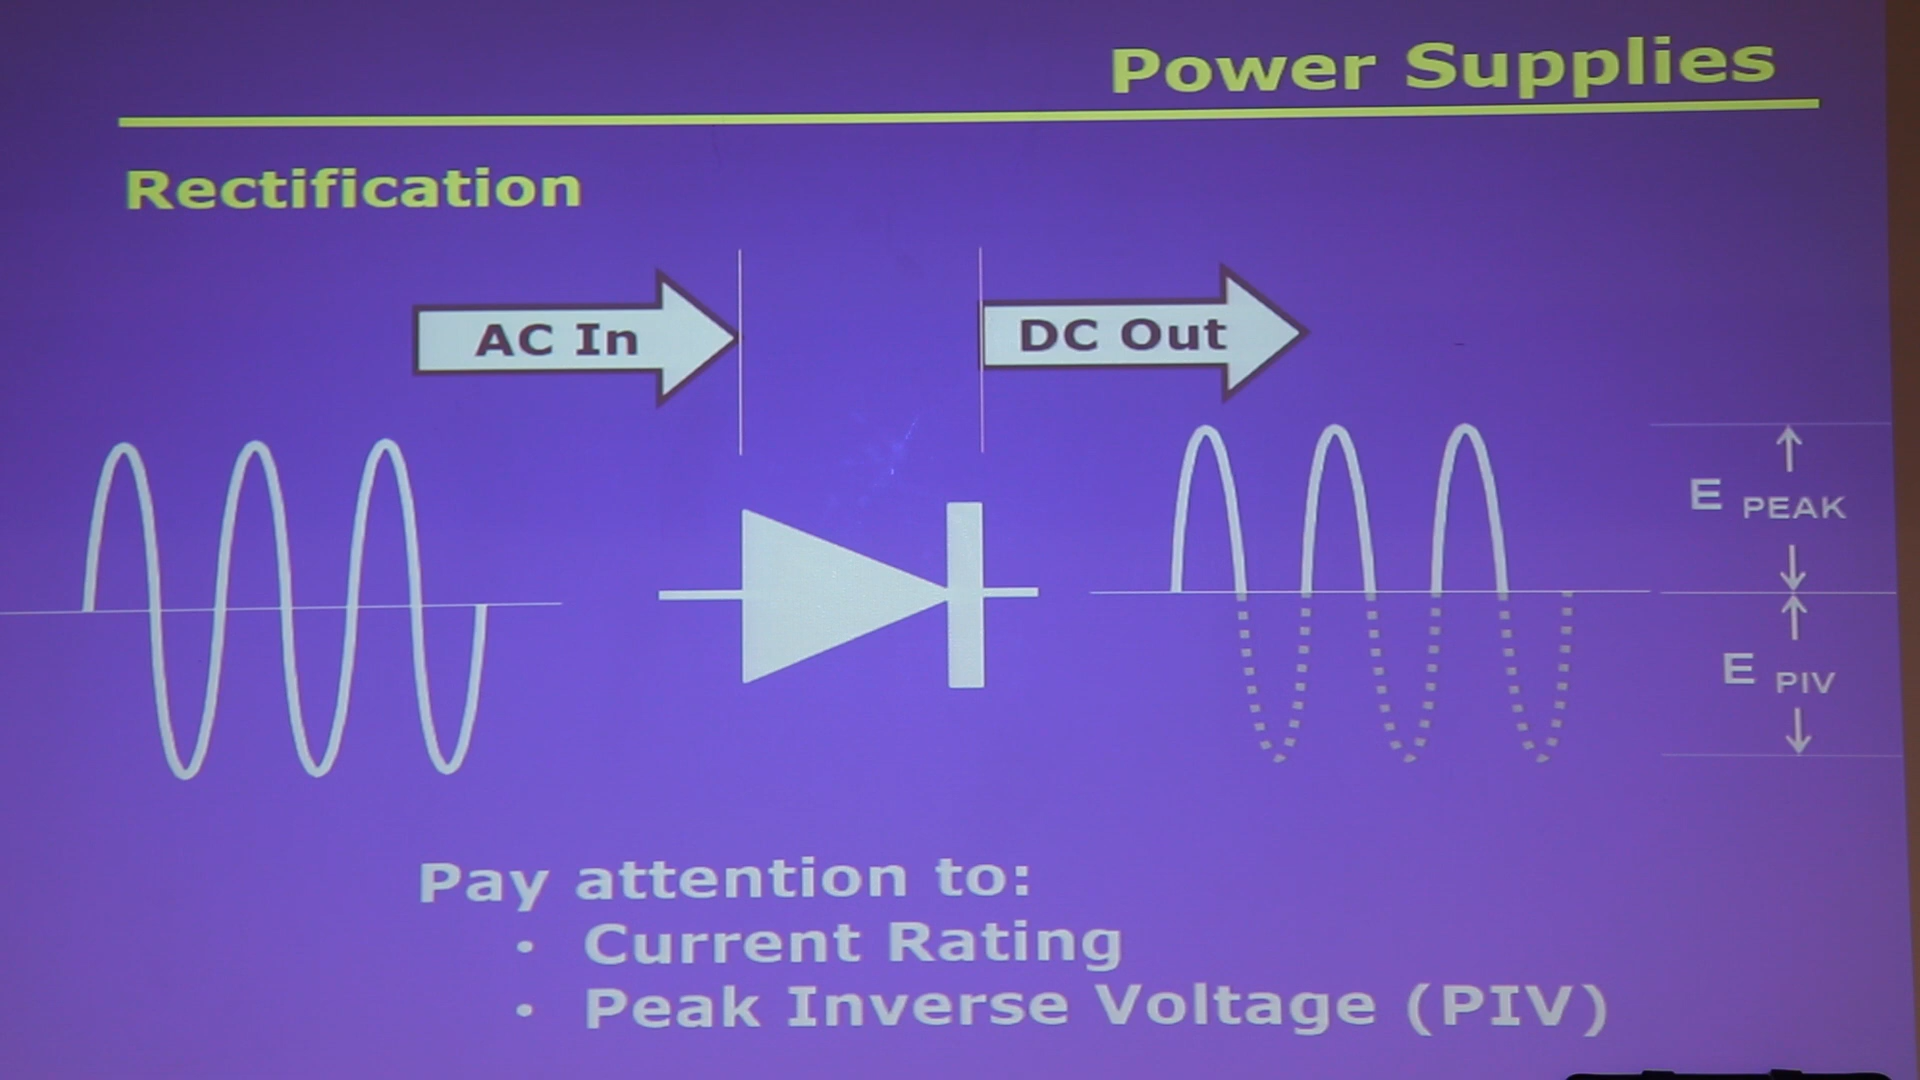 Power Supplies
Rectification
AC In
DC Out
E PEAK
E PIV
Pay attention to:
• Current Rating
• Peak Inverse Voltage (PIV)